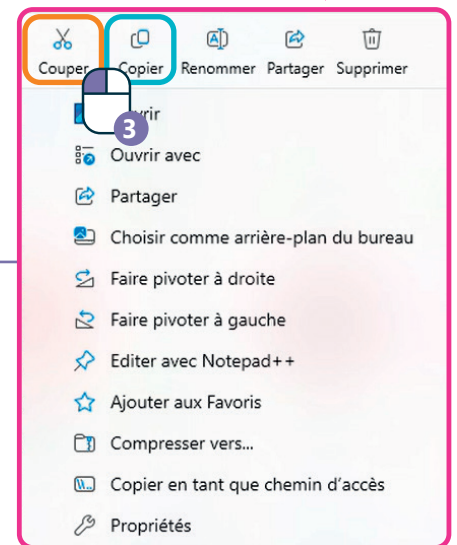 Couper Copier Renommer Partager Supprimer
3
Ouvrir avec
Partager
Choisir comme arrière-plan du bureau
Faire pivoter à droite
Faire pivoter à gauche
Editer avec Notepad++
Ajouter aux Favoris
Compresser vers...
Copier en tant que chemin d'accès
Propriétés